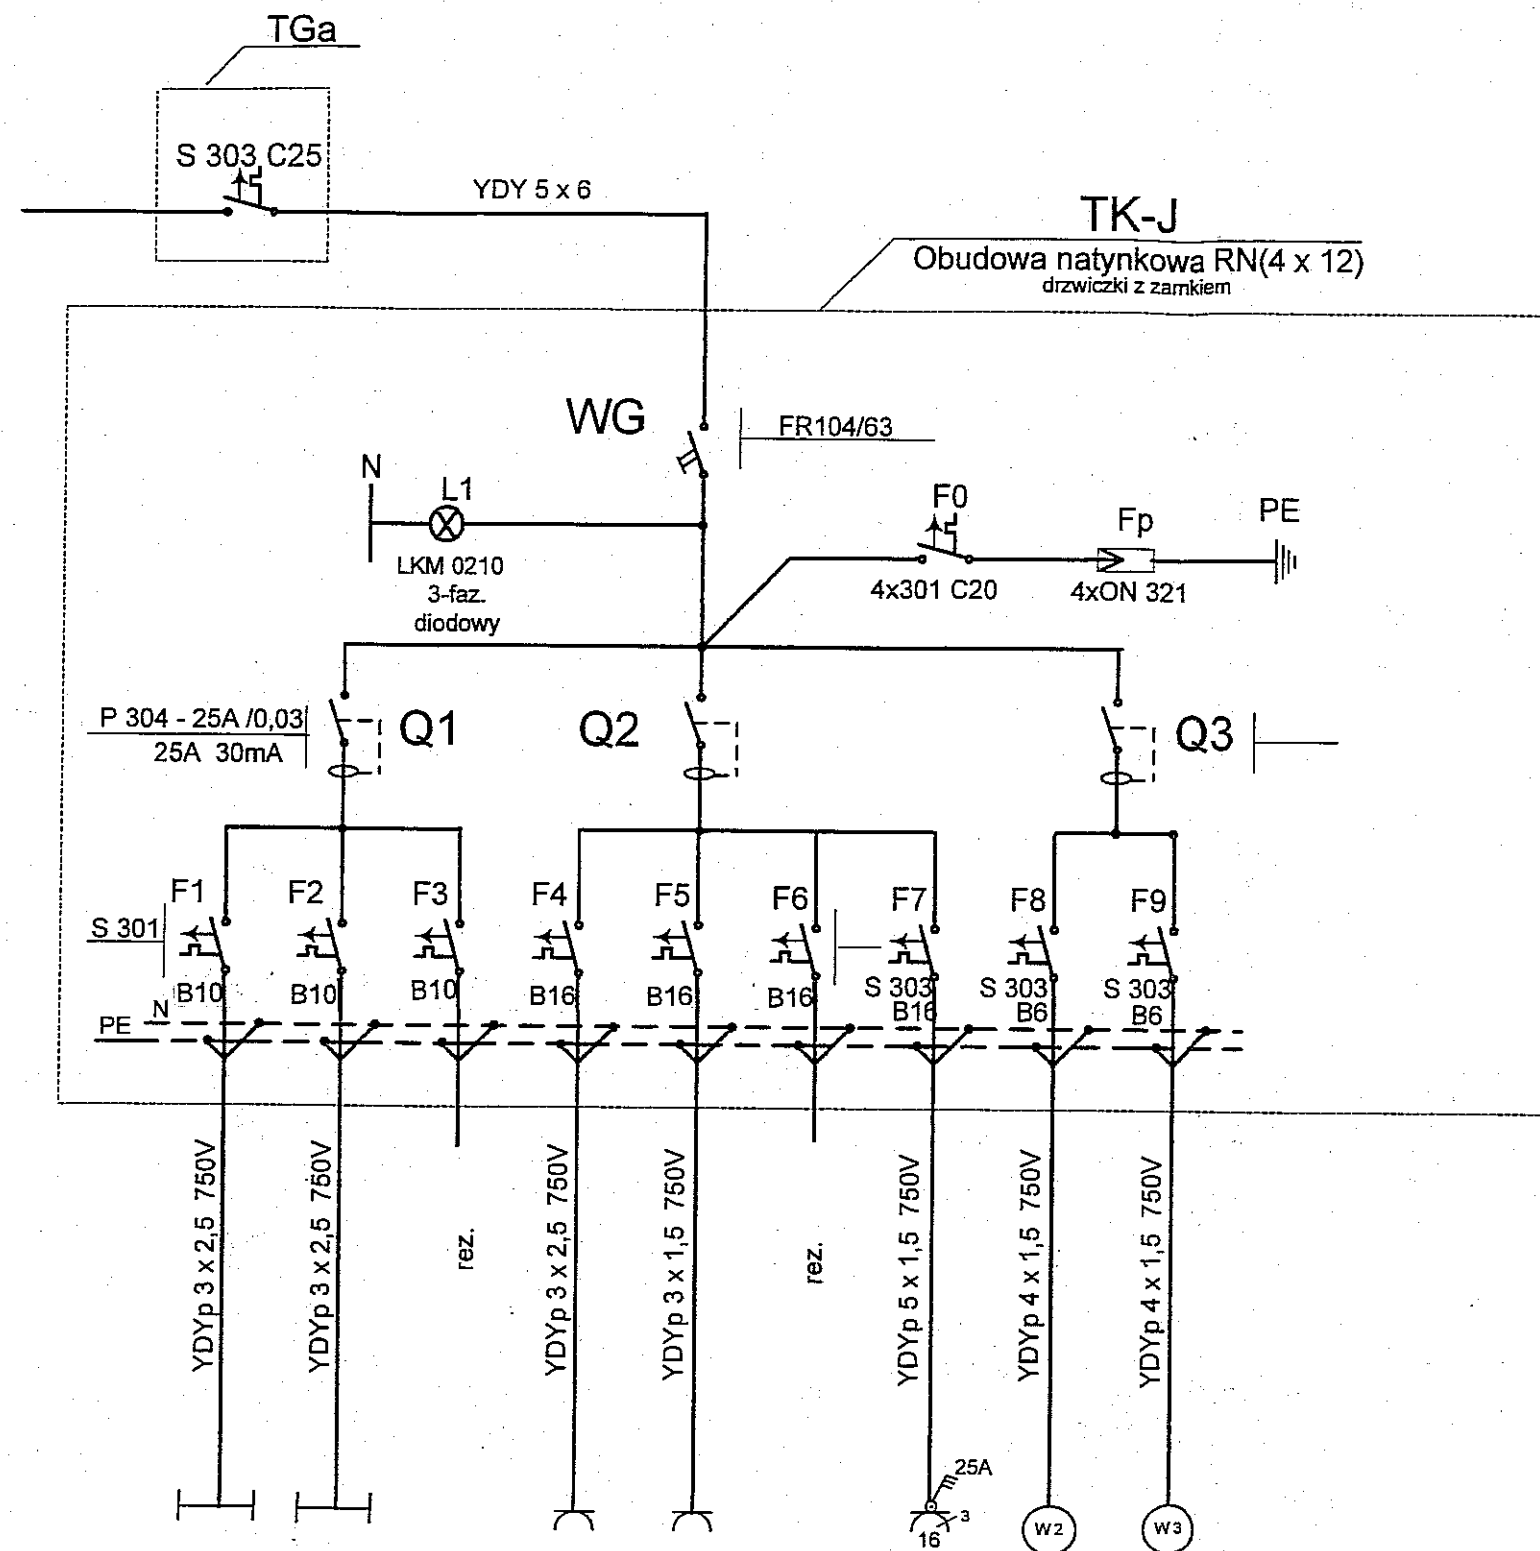 TGa
S 303 C25
YDY 5 x 6
TK-J
Obudowa natynkowa RN(4 x 12)
drzwiczki z zamkiem
WG
FR104/63
N
L1
LKM 0210
3-faz.
diodowy
F0
4x301 C20
Fp
4xON 321
PE
P 304 - 25A /0,03
25A 30mA
Q1
Q2
Q3
S 301
F1
F2
F3
F4
F5
F6
F7
F8
F9
B10
B10
B10
B16
B16
B16
S 303
B16
S 303
B6
S 303
B6
N
PE
YDYp 3 x 2,5 750V
YDYp 3 x 2,5 750V
rez.
YDYp 3 x 2,5 750V
YDYp 3 x 1,5 750V
rez.
YDYp 5 x 1,5 750V
YDYp 4 x 1,5 750V
YDYp 4 x 1,5 750V
25A
3
16
W2
W3